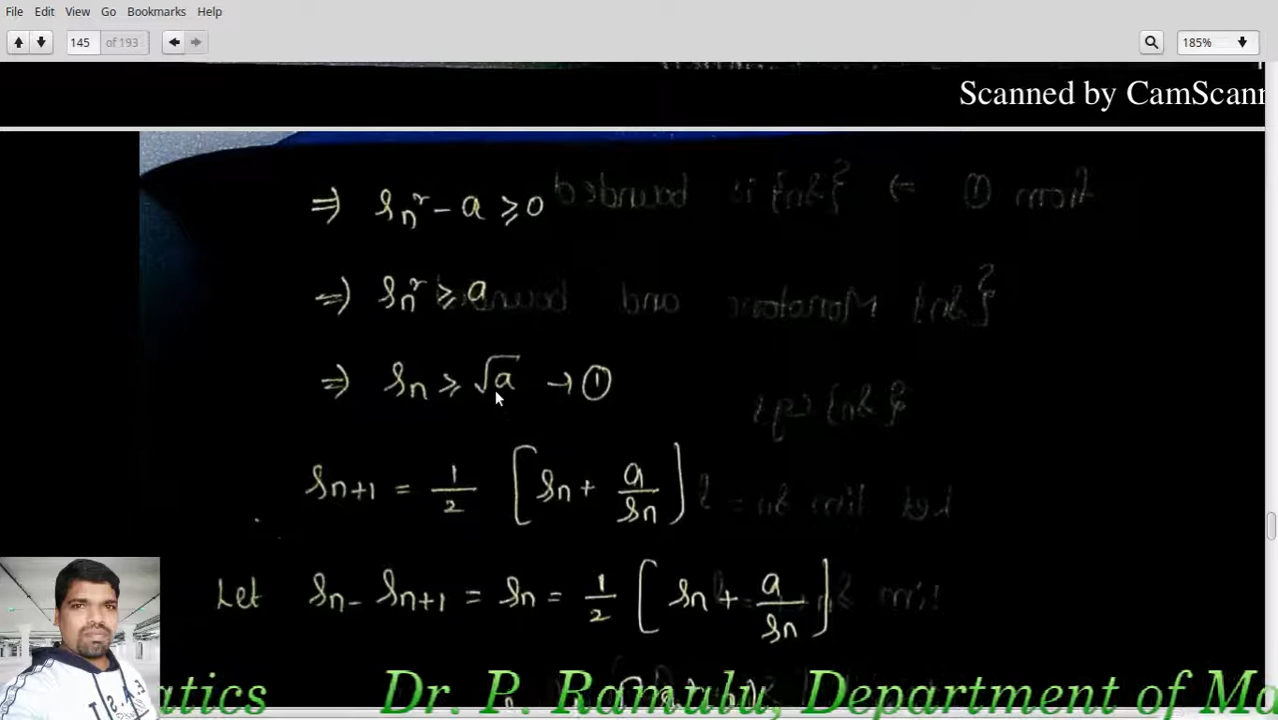 File Edit View Go Bookmarks Help
145 of 193
185%
Scanned by CamScann
⇒ Sn² - a ≥ 0
⇒ Sn² ≥ a
⇒ Sn ≥ √a → ①
Sn+1 = 1/2 [Sn + a/Sn]
Let Sn - Sn+1 = Sn = 1/2 [Sn + a/Sn]
atics Dr. P. Ramulu, Department of Ma